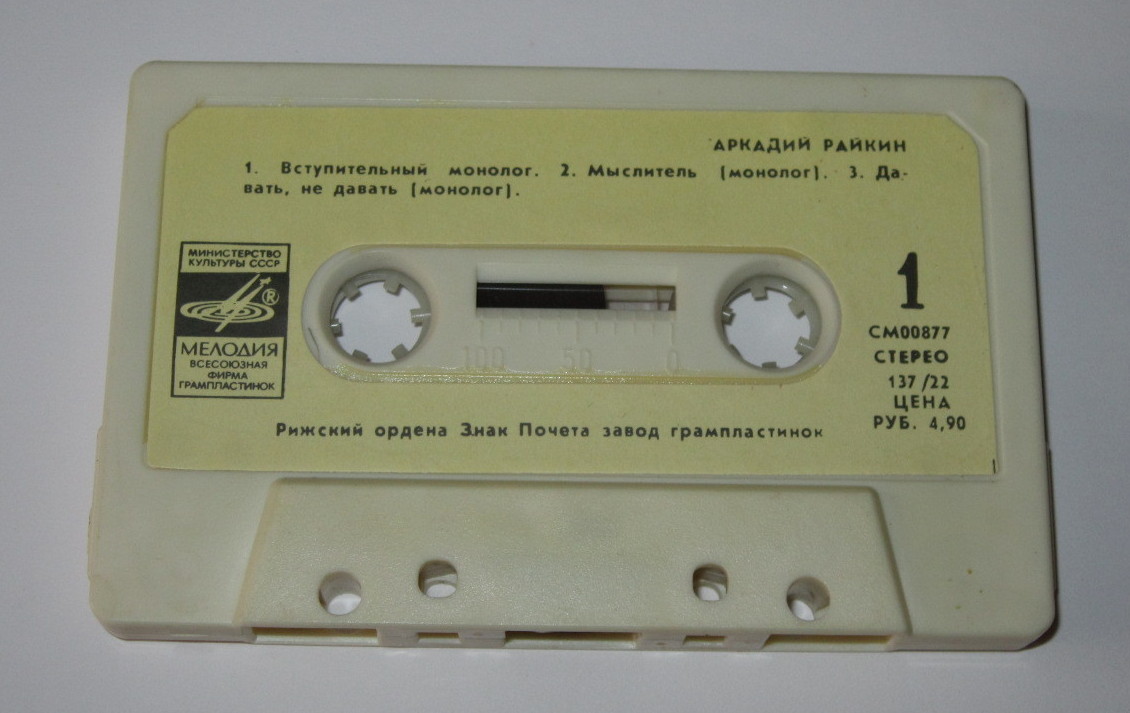 АРКАДИЙ РАЙКИН
1. Вступительный монолог. 2. Мыслитель (монолог). 3. Да-
вать, не давать (монолог).
МИНИСТЕРСТВО
КУЛЬТУРЫ СССР
®
МЕЛОДИЯ
ВСЕСОЮЗНАЯ
ФИРМА
ГРАМПЛАСТИНОК
100 50 0
1
СМ00877
СТЕРЕО
137/22
ЦЕНА
РУБ. 4,90
Рижский ордена Знак Почета завод грампластинок
1